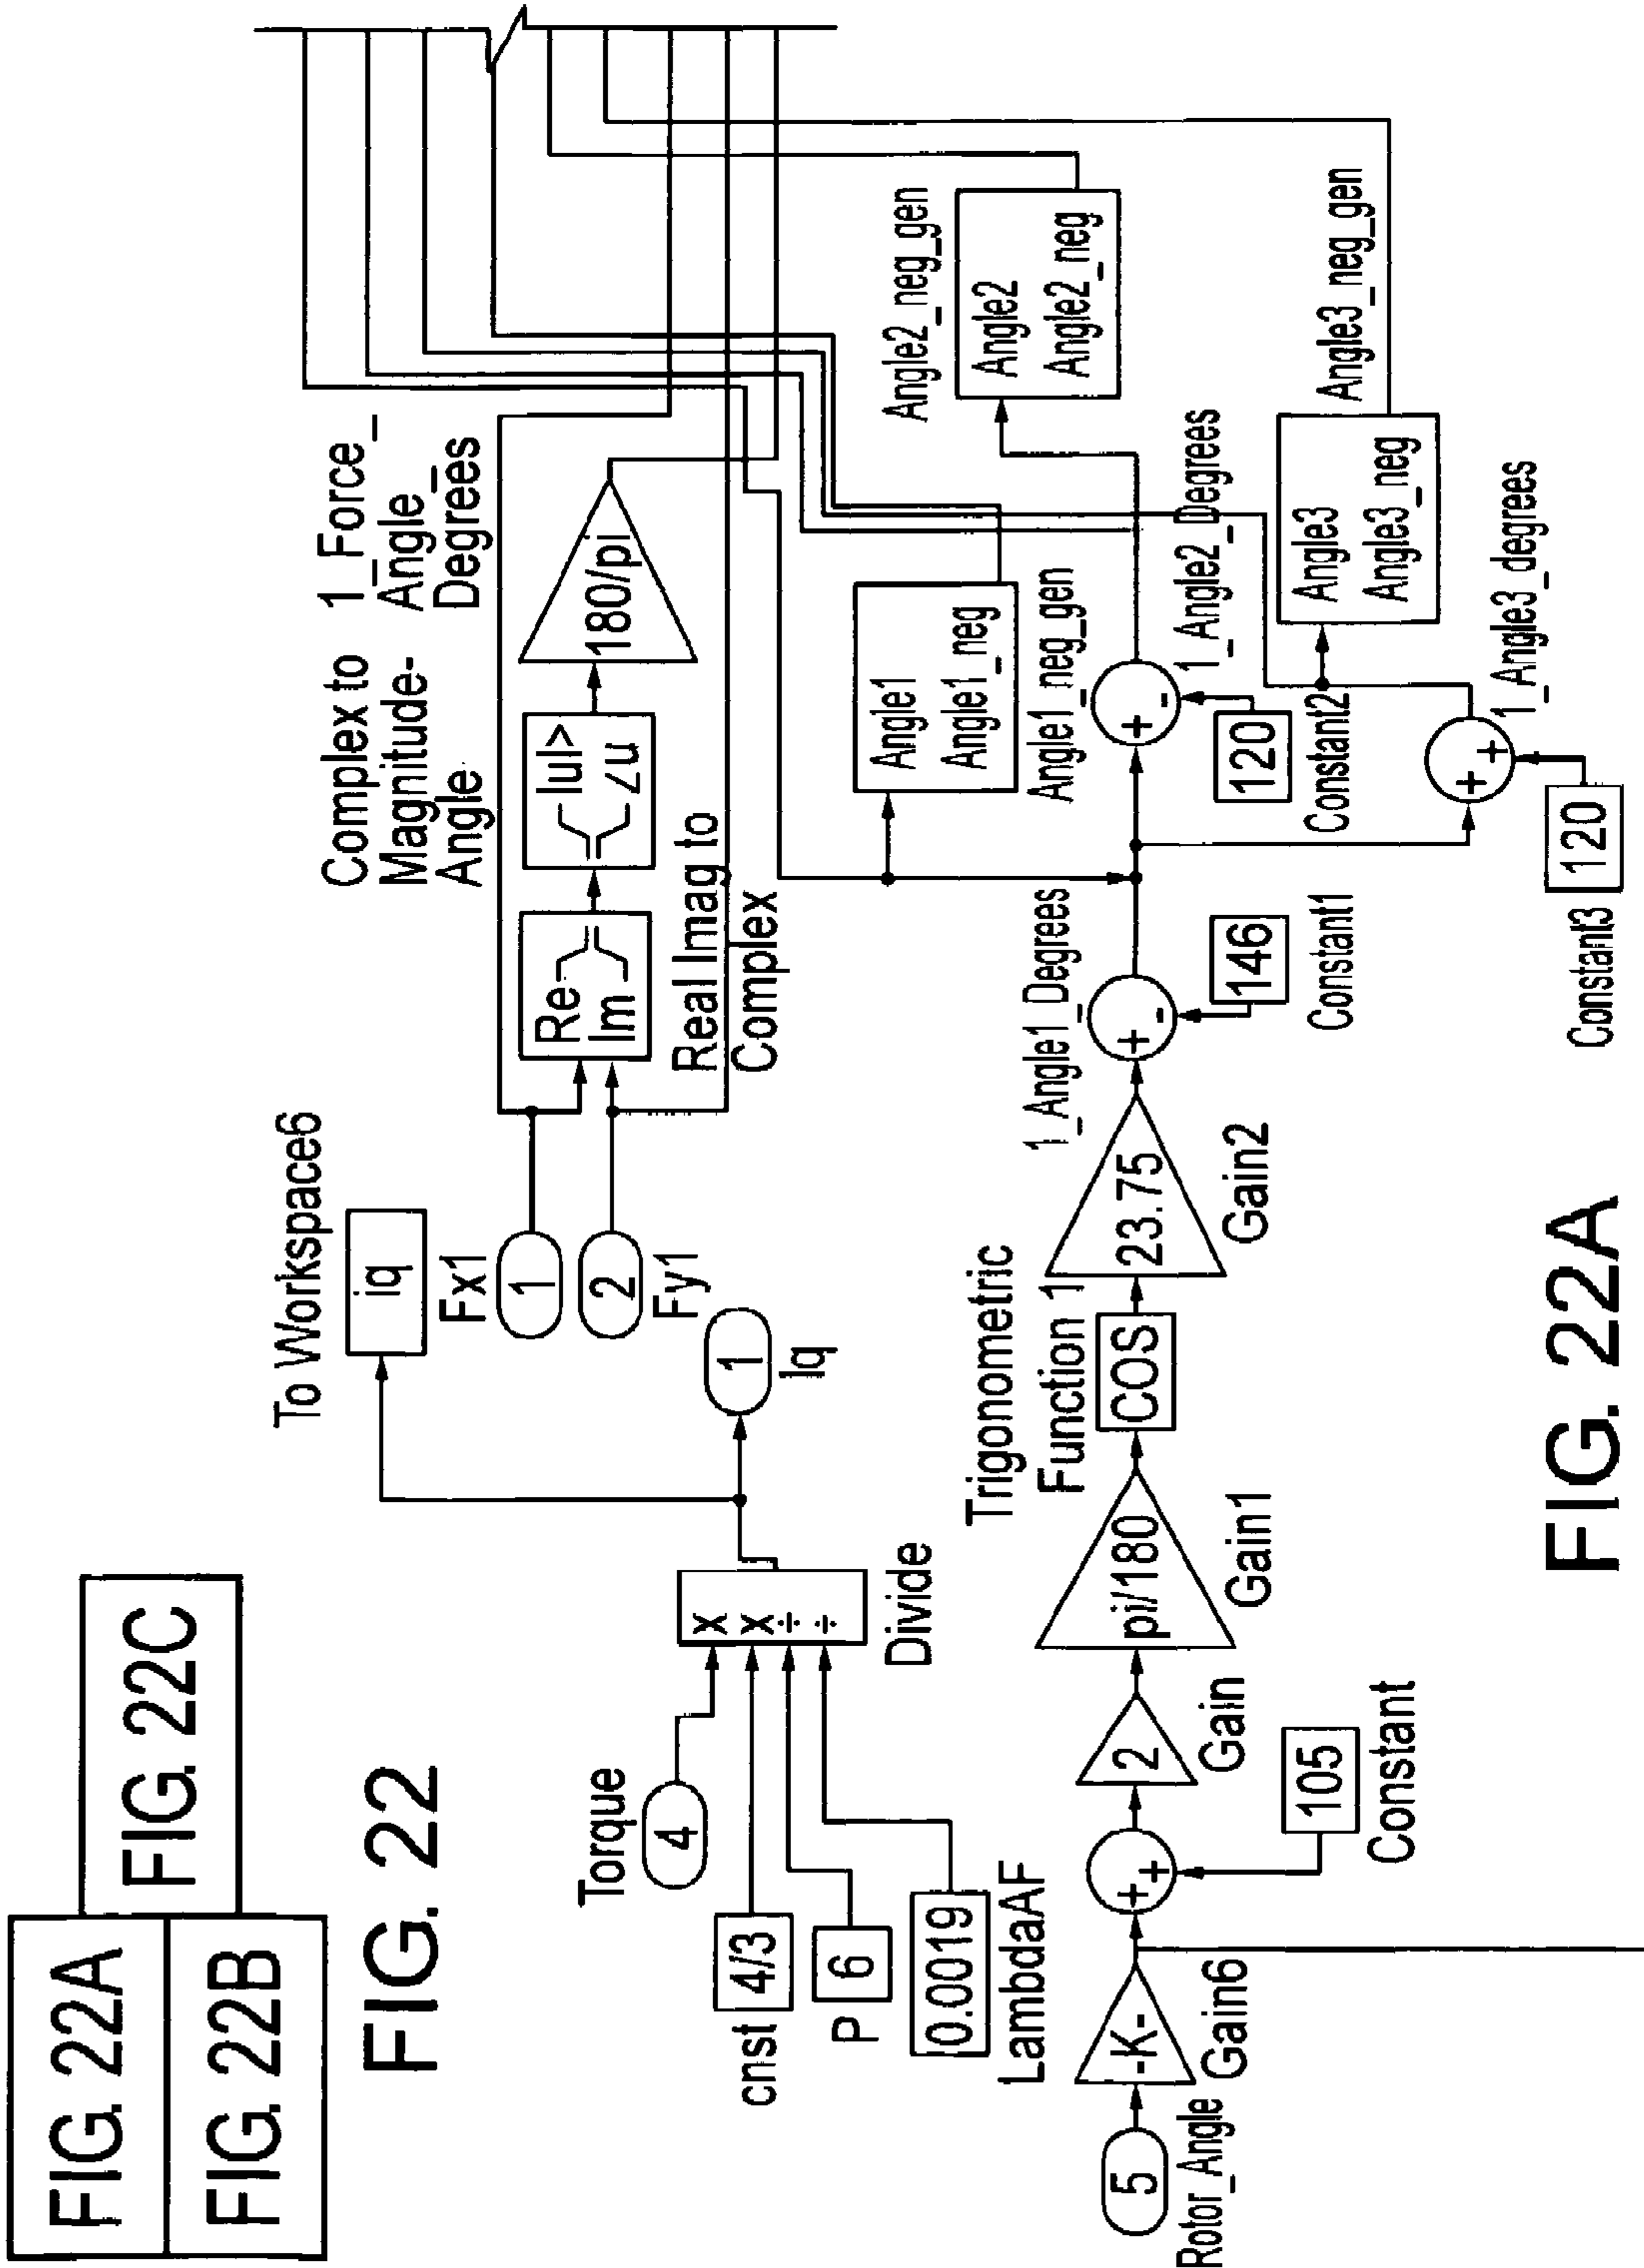 FIG. 22A
FIG. 22B
FIG. 22C
FIG. 22
To Workspace6
iq
Torque
4
cnst
4/3
P
6
0.0019
LambdaAF
x
x
÷
÷
Divide
1
Iq
Fx1
1
2
Fy1
Re
Im
Real Imag to
Complex
Complex to
Magnitude-
Angle
|u|>
∠u
1_Force_
Angle_
Degrees
180/pi
5
Rotor_Angle
-K-
Gain6
+
+
105
Constant
2
Gain
pi/180
Gain1
Trigonometric
Function 1
COS
23.75
Gain2
1_Angle1_Degrees
+
-
146
Constant1
Angle1
Angle1_neg
Angle1_neg_gen
+
-
120
Constant2
1_Angle2_Degrees
Angle2_neg_gen
Angle2
Angle2_neg
Angle3
Angle3_neg
Angle3_neg_gen
+
+
120
Constant3
1_Angle3_degrees
FIG. 22A